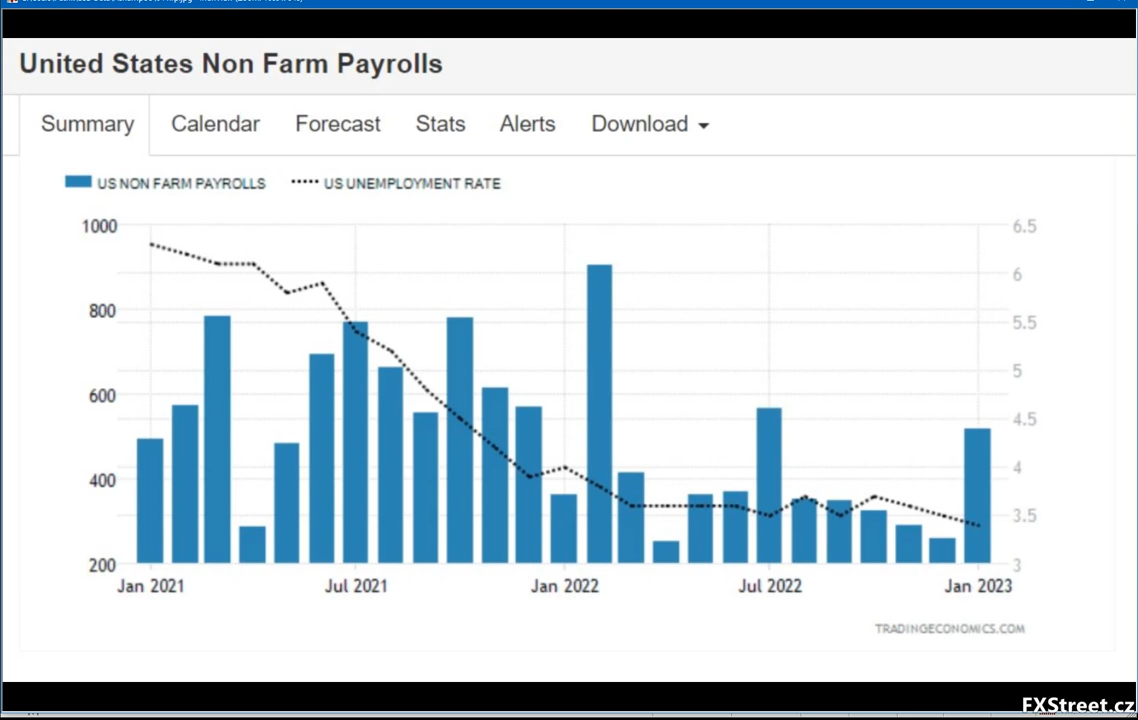 United States Non Farm Payrolls
Summary Calendar Forecast Stats Alerts Download
US NON FARM PAYROLLS US UNEMPLOYMENT RATE
1000 6.5
6
800 5.5
5
600 4.5
4
400 3.5
200 3
Jan 2021 Jul 2021 Jan 2022 Jul 2022 Jan 2023
TRADINGECONOMICS.COM
FXStreet.cz